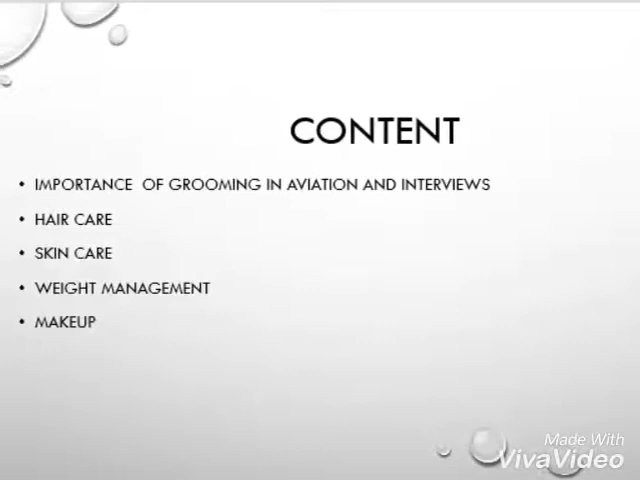 CONTENT
• IMPORTANCE OF GROOMING IN AVIATION AND INTERVIEWS
• HAIR CARE
• SKIN CARE
• WEIGHT MANAGEMENT
• MAKEUP
Made With
VivaVideo